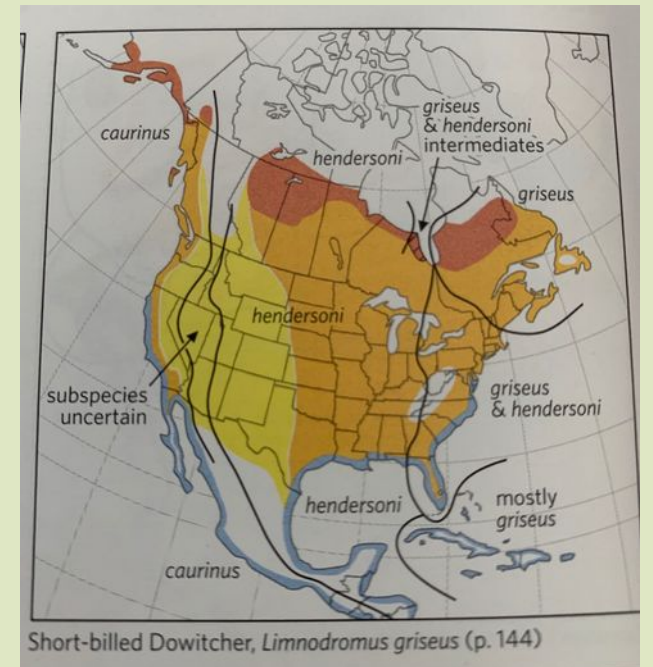 griseus
& hendersoni
intermediates
caurinus
hendersoni
griseus
hendersoni
subspecies
uncertain
griseus
& hendersoni
hendersoni
mostly
griseus
caurinus
Short-billed Dowitcher, Limnodromus griseus (p. 144)